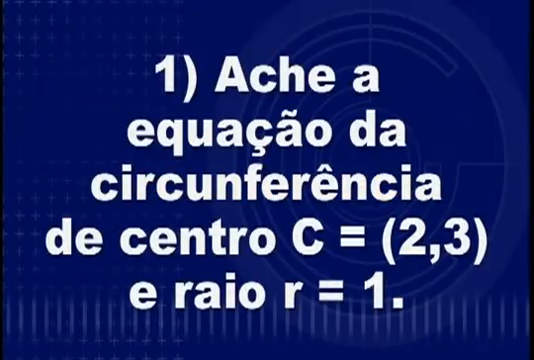 1) Ache a
equação da
circunferência
de centro C = (2,3)
e raio r = 1.